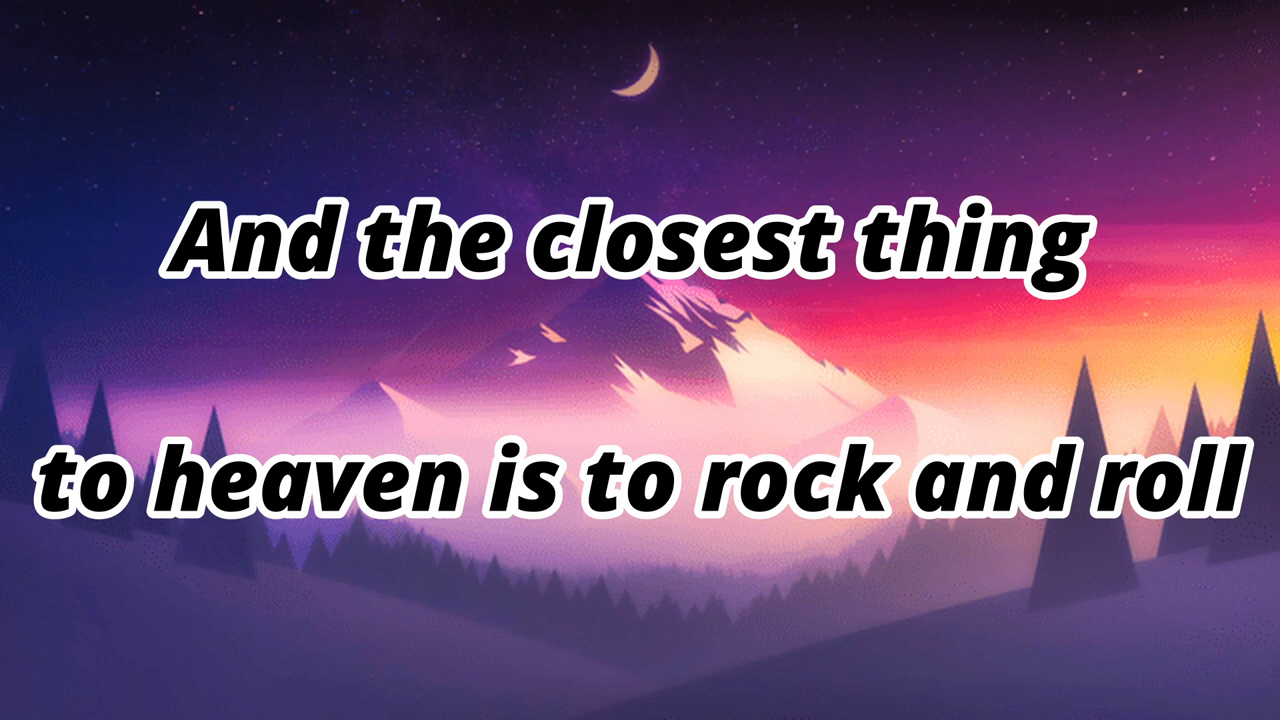 And the closest thing
to heaven is to rock and roll